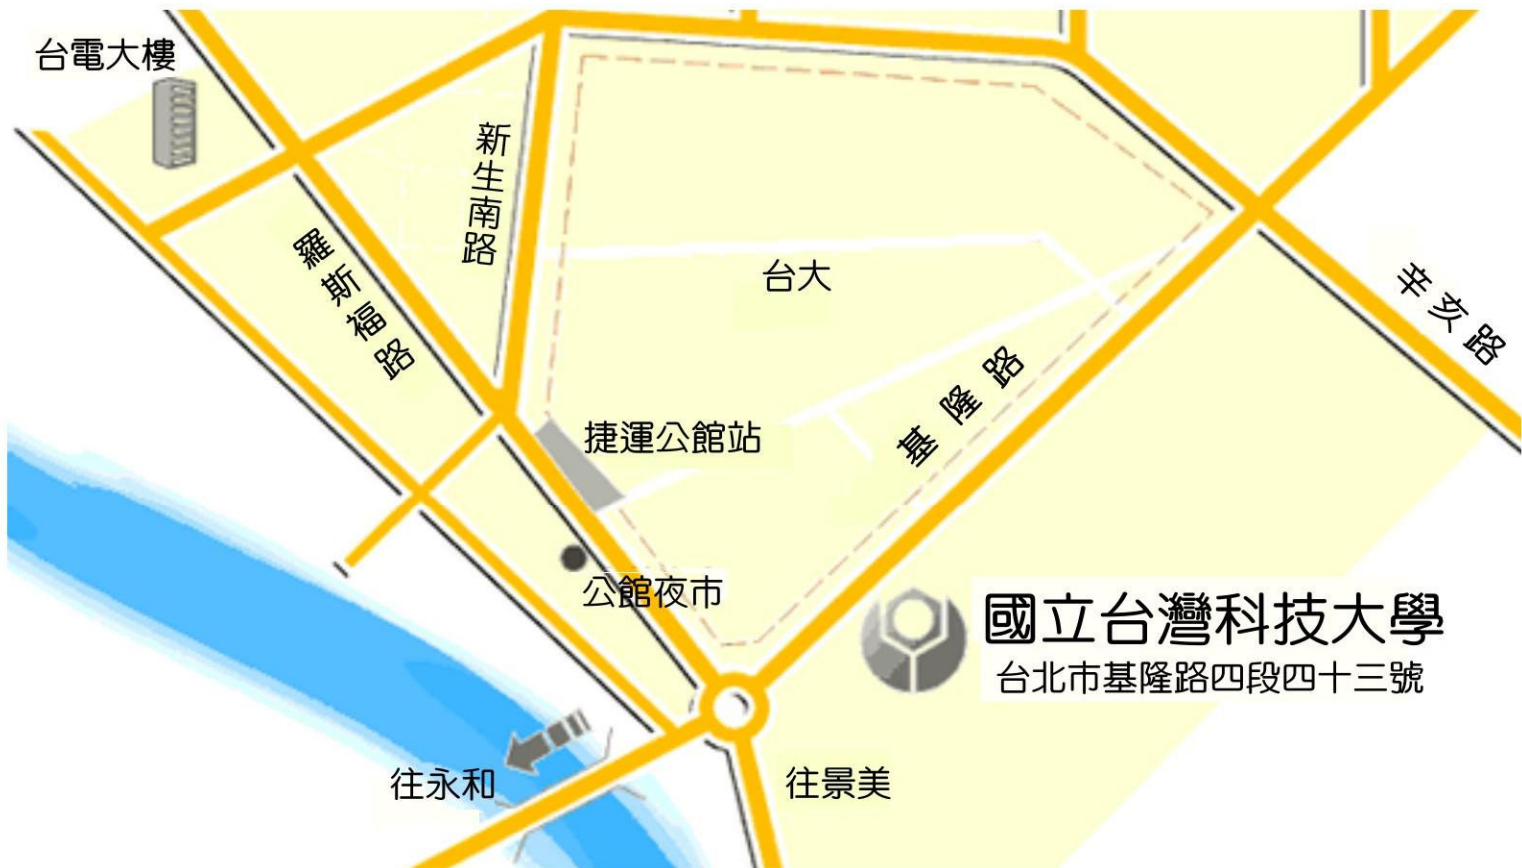 台電大樓
新生南路
羅斯福路
台大
辛亥路
基隆路
捷運公館站
公館夜市
國立台灣科技大學
台北市基隆路四段四十三號
往永和
往景美